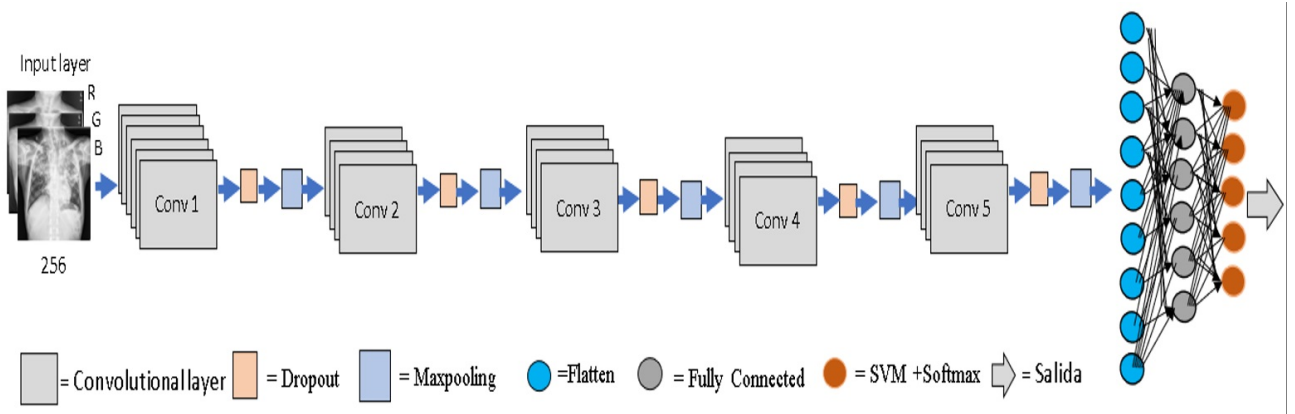 Input layer
R
G
B
256
Conv 1
Conv 2
Conv 3
Conv 4
Conv 5
= Convolutional layer
= Dropout
= Maxpooling
=Flatten
= Fully Connected
= SVM +Softmax
= Salida